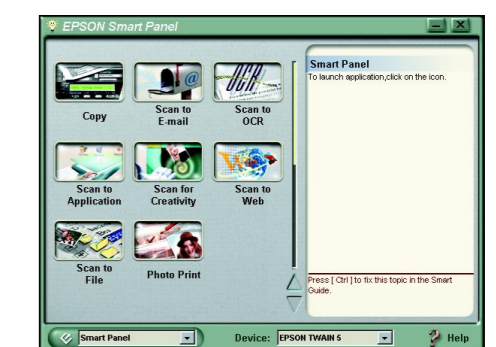 EPSON Smart Panel
Copy
Scan to
E-mail
OCR
Scan to
OCR
Scan to
Application
Scan for
Creativity
Scan to
Web
Scan to
File
Photo Print
Smart Panel
To launch application,click on the icon.
Press [ Ctrl ] to fix this topic in the Smart
Guide.
Smart Panel
Device: EPSON TWAIN 5
Help